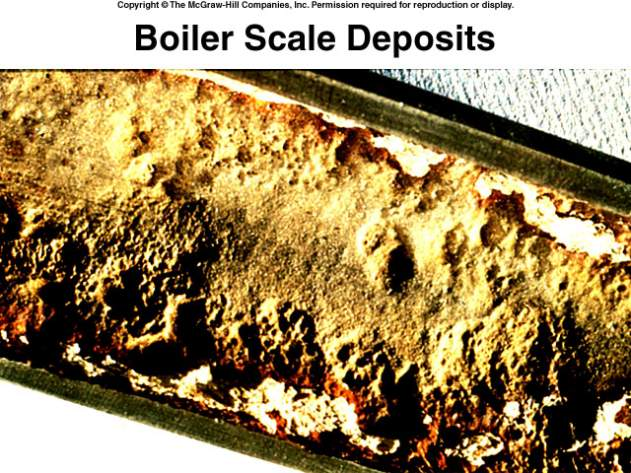 Copyright © The McGraw-Hill Companies, Inc. Permission required for reproduction or display.
Boiler Scale Deposits